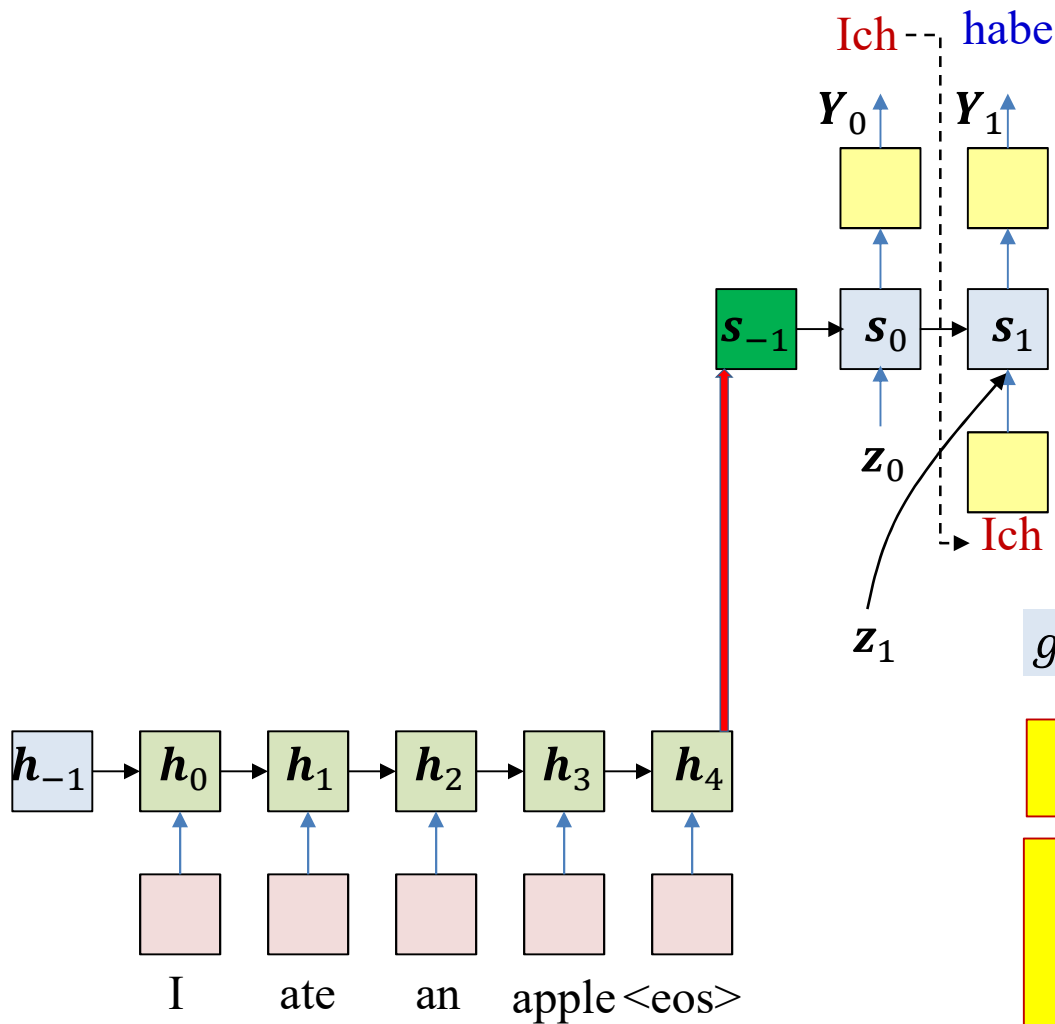 Ich habe
Y₀ Y₁
s₋₁ s₀ s₁
z₀
Ich
z₁
g
h₋₁ h₀ h₁ h₂ h₃ h₄
I ate an apple <eos>